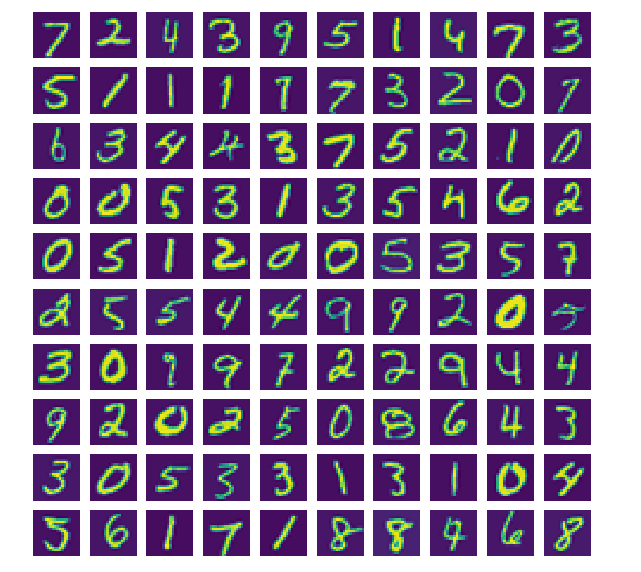 7 2 4 3 9 5 1 4 7 3
5 1 1 1 7 3 2 0 7
6 3 4 4 3 7 5 2 1 0
0 0 5 3 1 3 5 4 6 2
0 5 1 2 0 0 5 3 5 7
2 5 5 4 4 9 9 2 0 5
3 0 9 7 2 2 9 4 4
9 2 0 2 5 0 8 6 4 3
3 0 5 3 3 1 3 1 0 4
5 6 1 7 1 8 8 9 6 8